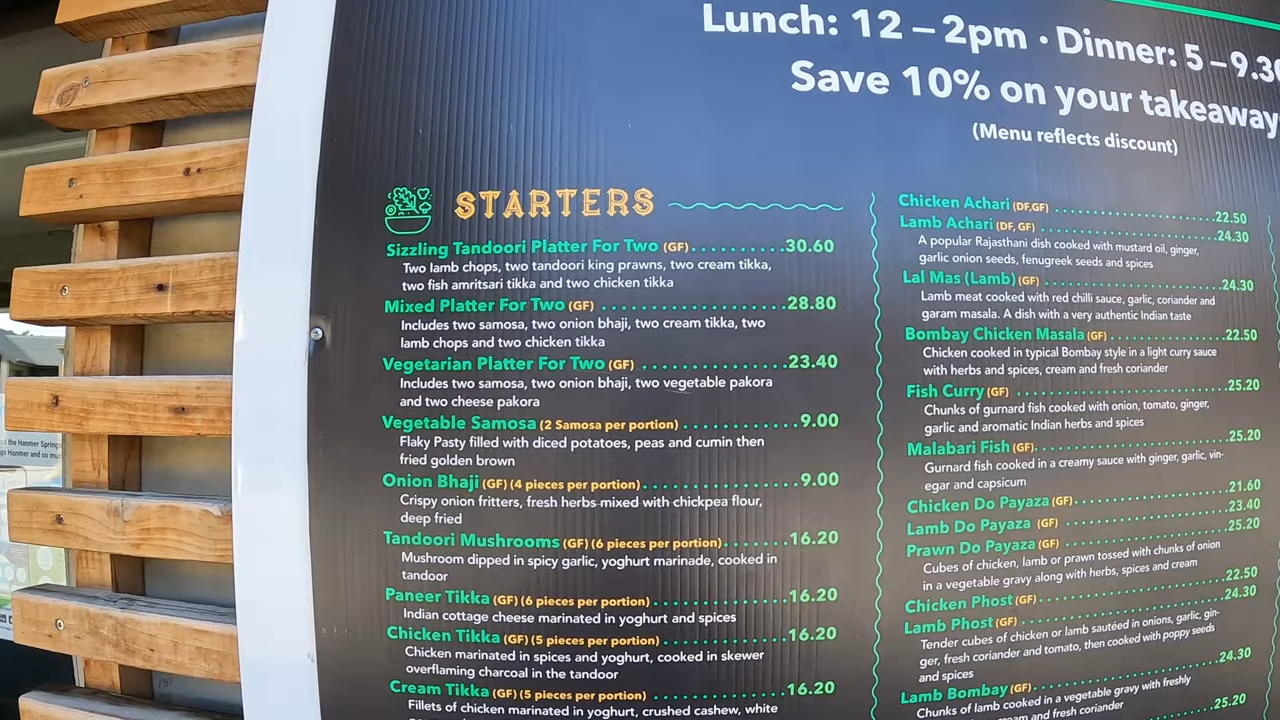 Lunch: 12 – 2pm • Dinner: 5 – 9.30
Save 10% on your takeaway
(Menu reflects discount)
STARTERS
Sizzling Tandoori Platter For Two (GF) 30.60
Two lamb chops, two tandoori king prawns, two cream tikka,
two fish amritsari tikka and two chicken tikka
Mixed Platter For Two (GF) 28.80
Includes two samosa, two onion bhaji, two cream tikka, two
lamb chops and two chicken tikka
Vegetarian Platter For Two (GF) 23.40
Includes two samosa, two onion bhaji, two vegetable pakora
and two cheese pakora
Vegetable Samosa (2 Samosa per portion) 9.00
Flaky Pasty filled with diced potatoes, peas and cumin then
fried golden brown
Onion Bhaji (GF) (4 pieces per portion) 9.00
Crispy onion fritters, fresh herbs mixed with chickpea flour,
deep fried
Tandoori Mushrooms (GF) (6 pieces per portion) 16.20
Mushroom dipped in spicy garlic, yoghurt marinade, cooked in
tandoor
Paneer Tikka (GF) (6 pieces per portion) 16.20
Indian cottage cheese marinated in yoghurt and spices
Chicken Tikka (GF) (5 pieces per portion) 16.20
Chicken marinated in spices and yoghurt, cooked in skewer
overflaming charcoal in the tandoor
Cream Tikka (GF) (5 pieces per portion) 16.20
Fillets of chicken marinated in yoghurt, crushed cashew, white
Chicken Achari (DF,GF) 22.50
Lamb Achari (DF, GF) 24.30
A popular Rajasthani dish cooked with mustard oil, ginger,
garlic onion seeds, fenugreek seeds and spices
Lal Mas (Lamb) (GF) 24.30
Lamb meat cooked with red chilli sauce, garlic, coriander and
garam masala. A dish with a very authentic Indian taste
Bombay Chicken Masala (GF) 22.50
Chicken cooked in typical Bombay style in a light curry sauce
with herbs and spices, cream and fresh coriander
Fish Curry (GF) 25.20
Chunks of gurnard fish cooked with onion, tomato, ginger,
garlic and aromatic Indian herbs and spices
Malabari Fish (GF) 25.20
Gurnard fish cooked in a creamy sauce with ginger, garlic, vin-
egar and capsicum
Chicken Do Payaza (GF) 21.60
Lamb Do Payaza (GF) 23.40
Prawn Do Payaza (GF) 25.20
Cubes of chicken, lamb or prawn tossed with chunks of onion
in a vegetable gravy along with herbs, spices and cream
Chicken Phost (GF) 22.50
Lamb Phost (GF) 24.30
Tender cubes of chicken or lamb sautéed in onions, garlic, gin-
ger, fresh coriander and tomato, then cooked with poppy seeds
and spices
Lamb Bombay (GF) 24.30
Chunks of lamb cooked in a vegetable gravy with freshly
and fresh coriander
25.20